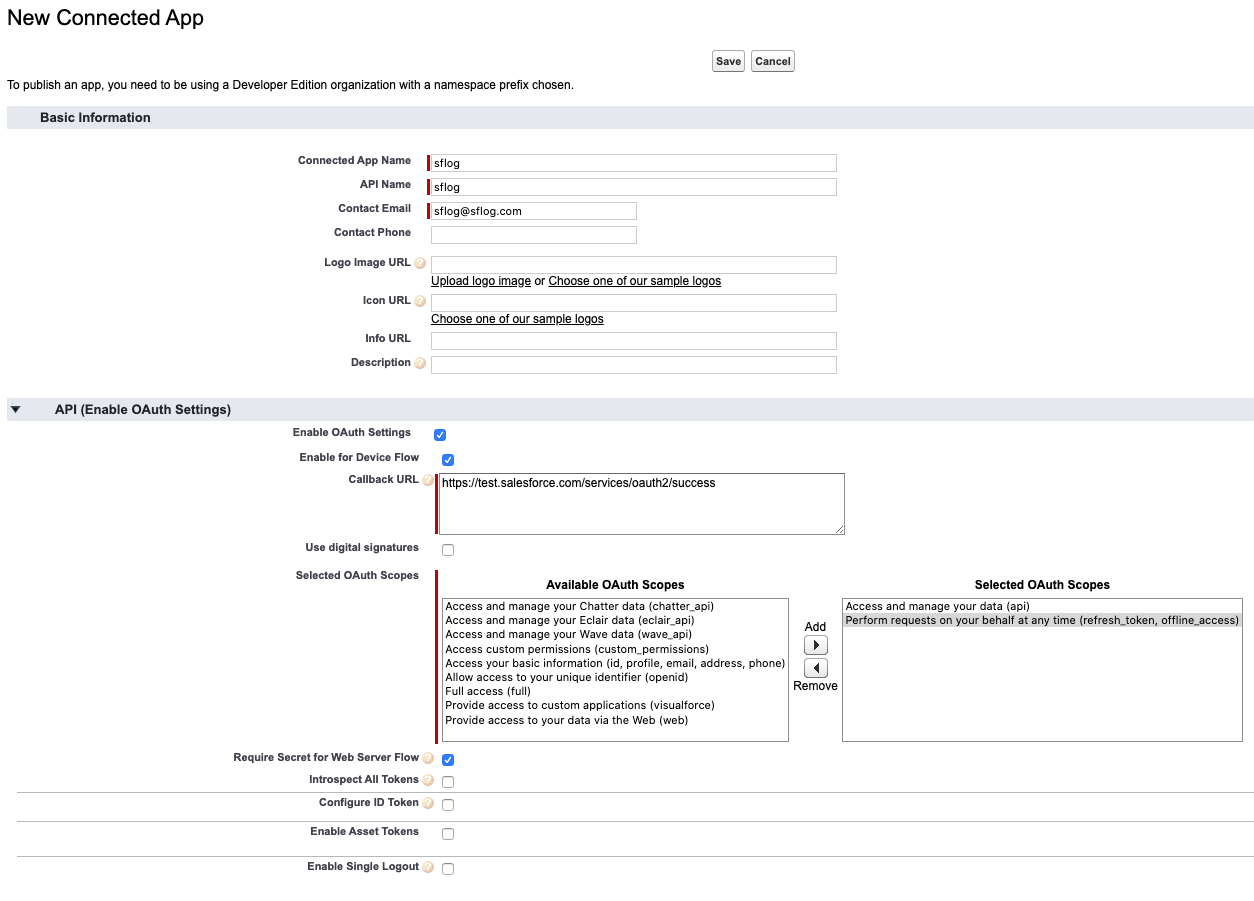 New Connected App
Save Cancel
To publish an app, you need to be using a Developer Edition organization with a namespace prefix chosen.
Basic Information
Connected App Name sflog
API Name sflog
Contact Email sflog@sflog.com
Contact Phone
Logo Image URL ?
Upload logo image or Choose one of our sample logos
Icon URL ?
Choose one of our sample logos
Info URL
Description ?
API (Enable OAuth Settings)
Enable OAuth Settings
Enable for Device Flow
Callback URL ? https://test.salesforce.com/services/oauth2/success
Use digital signatures
Selected OAuth Scopes
Available OAuth Scopes
Access and manage your Chatter data (chatter_api)
Access and manage your Eclair data (eclair_api)
Access and manage your Wave data (wave_api)
Access custom permissions (custom_permissions)
Access your basic information (id, profile, email, address, phone)
Allow access to your unique identifier (openid)
Full access (full)
Provide access to custom applications (visualforce)
Provide access to your data via the Web (web)
Add
Remove
Selected OAuth Scopes
Access and manage your data (api)
Perform requests on your behalf at any time (refresh_token, offline_access)
Require Secret for Web Server Flow ?
Introspect All Tokens ?
Configure ID Token ?
Enable Asset Tokens
Enable Single Logout ?